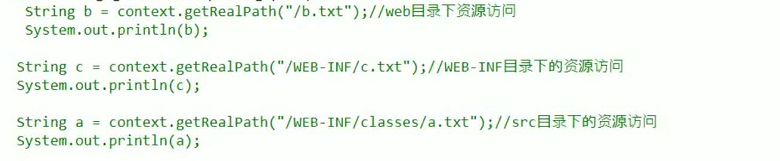 String b = context.getRealPath("/b.txt");//web目录下资源访问
System.out.println(b);
String c = context.getRealPath("/WEB-INF/c.txt");//WEB-INF目录下的资源访问
System.out.println(c);
String a = context.getRealPath("/WEB-INF/classes/a.txt");//src目录下的资源访问
System.out.println(a);